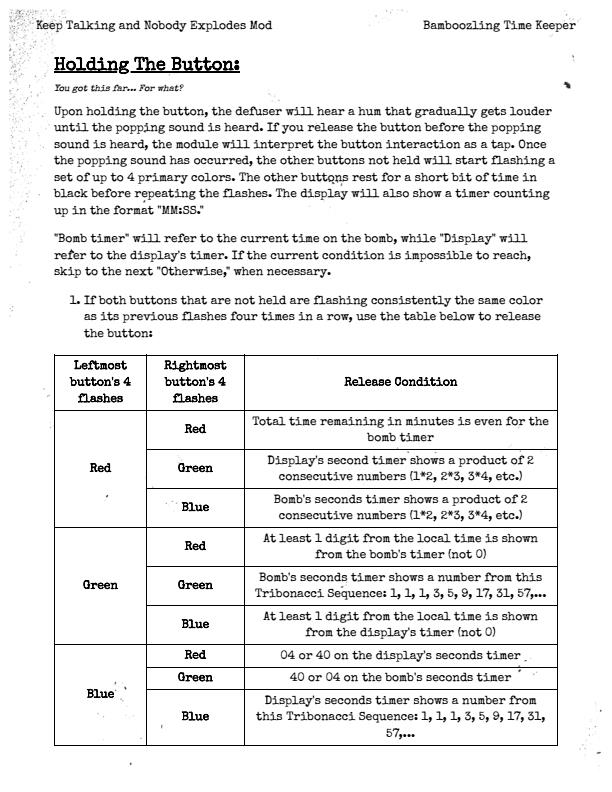 Keep Talking and Nobody Explodes Mod
Bamboozling Time Keeper
Holding The Button:
You got this far... For what?
Upon holding the button, the defuser will hear a hum that gradually gets louder
until the popping sound is heard. If you release the button before the popping
sound is heard, the module will interpret the button interaction as a tap. Once
the popping sound has occurred, the other buttons not held will start flashing a
set of up to 4 primary colors. The other buttons rest for a short bit of time in
black before repeating the flashes. The display will also show a timer counting
up in the format "MM:SS."
"Bomb timer" will refer to the current time on the bomb, while "Display" will
refer to the display's timer. If the current condition is impossible to reach,
skip to the next "Otherwise," when necessary.
1. If both buttons that are not held are flashing consistently the same color
as its previous flashes four times in a row, use the table below to release
the button:
Leftmost
button's 4
flashes
Rightmost
button's 4
flashes
Release Condition
Red
Red
Total time remaining in minutes is even for the
bomb timer
Green
Display's second timer shows a product of 2
consecutive numbers (1*2, 2*3, 3*4, etc.)
Blue
Bomb's seconds timer shows a product of 2
consecutive numbers (1*2, 2*3, 3*4, etc.)
Green
Red
At least 1 digit from the local time is shown
from the bomb's timer (not 0)
Green
Bomb's seconds timer shows a number from this
Tribonacci Sequence: 1, 1, 1, 3, 5, 9, 17, 31, 57,...
Blue
At least 1 digit from the local time is shown
from the display's timer (not 0)
Blue
Red
04 or 40 on the display's seconds timer
Green
40 or 04 on the bomb's seconds timer
Blue
Display's seconds timer shows a number from
this Tribonacci Sequence: 1, 1, 1, 3, 5, 9, 17, 31,
57,...